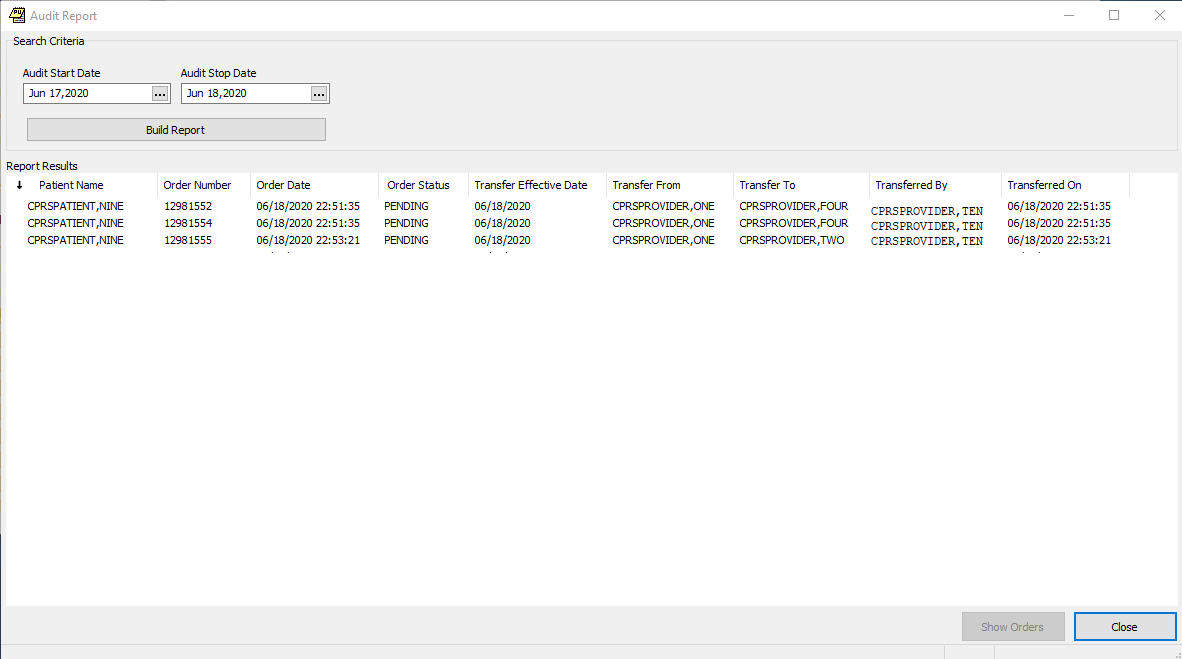 Audit Report
Search Criteria
Audit Start Date Audit Stop Date
Jun 17,2020 ... Jun 18,2020 ...
Build Report
Report Results
Patient Name Order Number Order Date Order Status Transfer Effective Date Transfer From Transfer To Transferred By Transferred On
CPRSPATIENT,NINE 12981552 06/18/2020 22:51:35 PENDING 06/18/2020 CPRSPROVIDER,ONE CPRSPROVIDER,FOUR CPRSPROVIDER,TEN 06/18/2020 22:51:35
CPRSPATIENT,NINE 12981554 06/18/2020 22:51:35 PENDING 06/18/2020 CPRSPROVIDER,ONE CPRSPROVIDER,FOUR CPRSPROVIDER,TEN 06/18/2020 22:51:35
CPRSPATIENT,NINE 12981555 06/18/2020 22:53:21 PENDING 06/18/2020 CPRSPROVIDER,ONE CPRSPROVIDER,TWO CPRSPROVIDER,TEN 06/18/2020 22:53:21
Show Orders Close